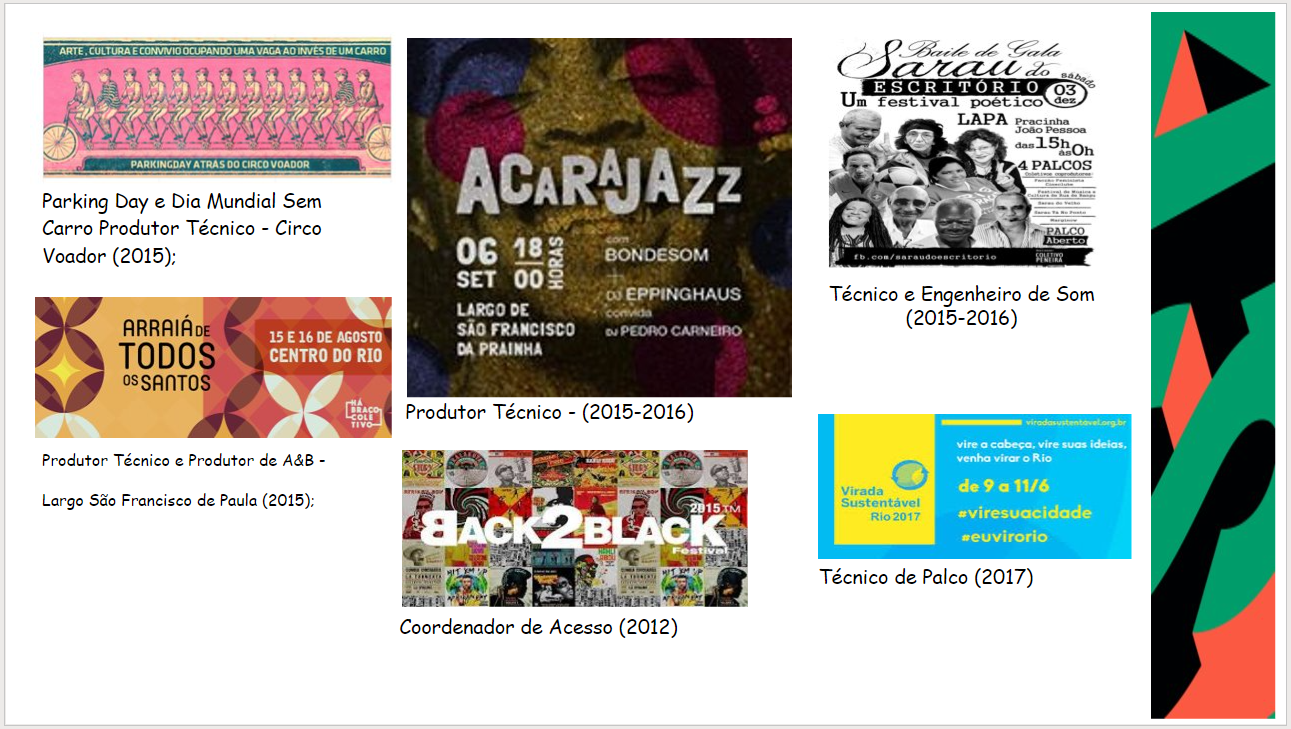 ARTE, CULTURA E CONVIVIO OCUPANDO UMA VAGA AO INVÉS DE UM CARRO
PARKINGDAY ATRÁS DO CIRCO VOADOR
Parking Day e Dia Mundial Sem
Carro Produtor Técnico - Circo
Voador (2015);
ARRAIÁ DE
TODOS
OS SANTOS
15 E 16 DE AGOSTO
CENTRO DO RIO
HÁ
BRAÇO
COLE
TIVO
Produtor Técnico e Produtor de A&B -
Largo São Francisco de Paula (2015);
ACARAJAZZ
06
SET
18
00
HORAS
LARGO DE
SÃO FRANCISCO
DA PRAINHA
com
BONDESOM
+
DJ EPPINGHAUS
convida
DJ PEDRO CARNEIRO
Produtor Técnico - (2015-2016)
BACK2BLACK
2015 TM
Festival
Coordenador de Acesso (2012)
Baile de Gala
Sarau do
ESCRITÓRIO
Um festival poético
sábado
03
dez
LAPA
Pracinha
João Pessoa
das 15h
às 0h
4 PALCOS
Coletivos coprodutores:
Sarau do Velho
PALCO
Aberto
fb.com/saraudoescritorio
COLETIVO
PENEIRA
Técnico e Engenheiro de Som
(2015-2016)
viradasustentável.org.br
vire a cabeça, vire suas ideias,
venha virar o Rio
Virada
Sustentável
Rio 2017
de 9 a 11/6
#viresuacidade
#euvirorio
Técnico de Palco (2017)